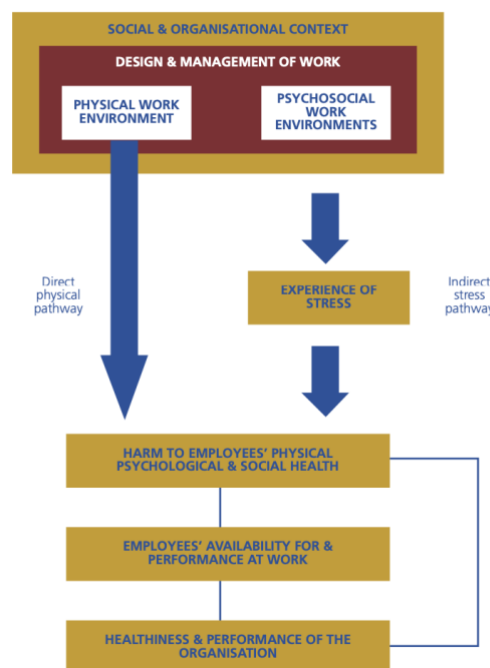 SOCIAL & ORGANISATIONAL CONTEXT
DESIGN & MANAGEMENT OF WORK
PHYSICAL WORK
ENVIRONMENT
PSYCHOSOCIAL
WORK
ENVIRONMENTS
Direct
physical
pathway
EXPERIENCE OF
STRESS
Indirect
stress
pathway
HARM TO EMPLOYEES’ PHYSICAL
PSYCHOLOGICAL & SOCIAL HEALTH
EMPLOYEES’ AVAILABILITY FOR &
PERFORMANCE AT WORK
HEALTHINESS & PERFORMANCE OF THE
ORGANISATION